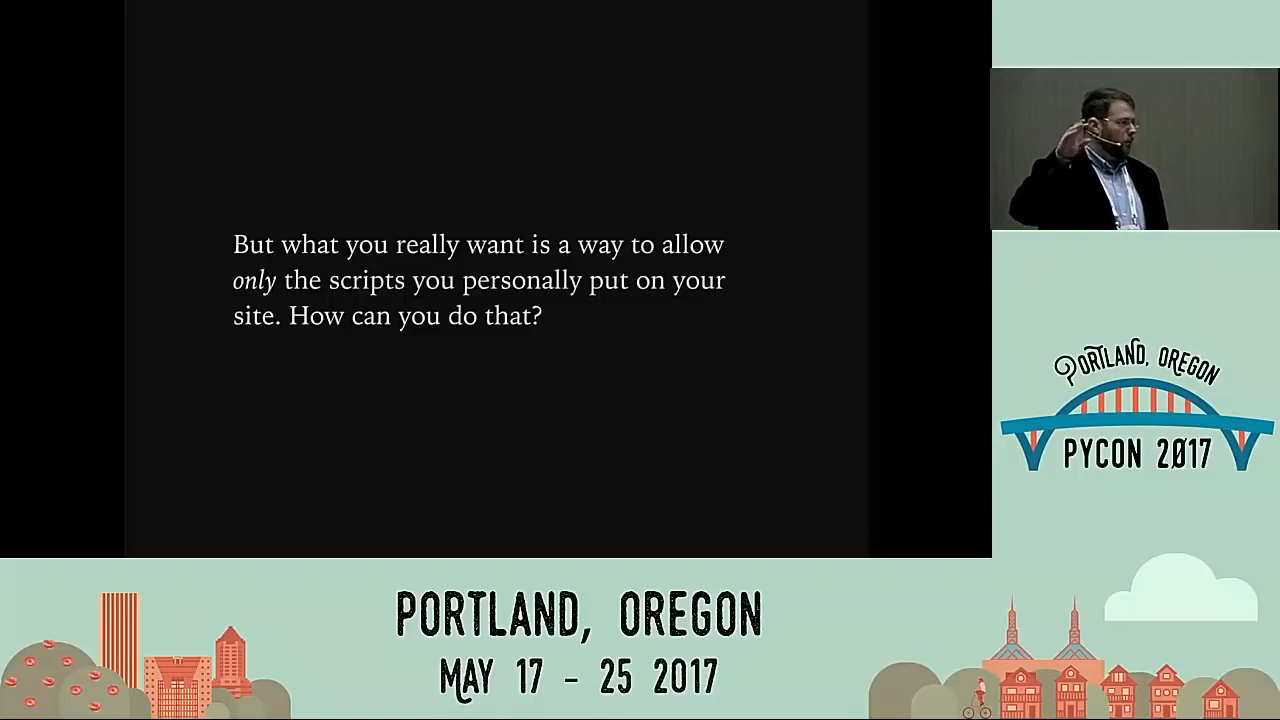 But what you really want is a way to allow
only the scripts you personally put on your
site. How can you do that?
PORTLAND, OREGON
PYCON 2017
PORTLAND, OREGON
MAY 17 - 25 2017